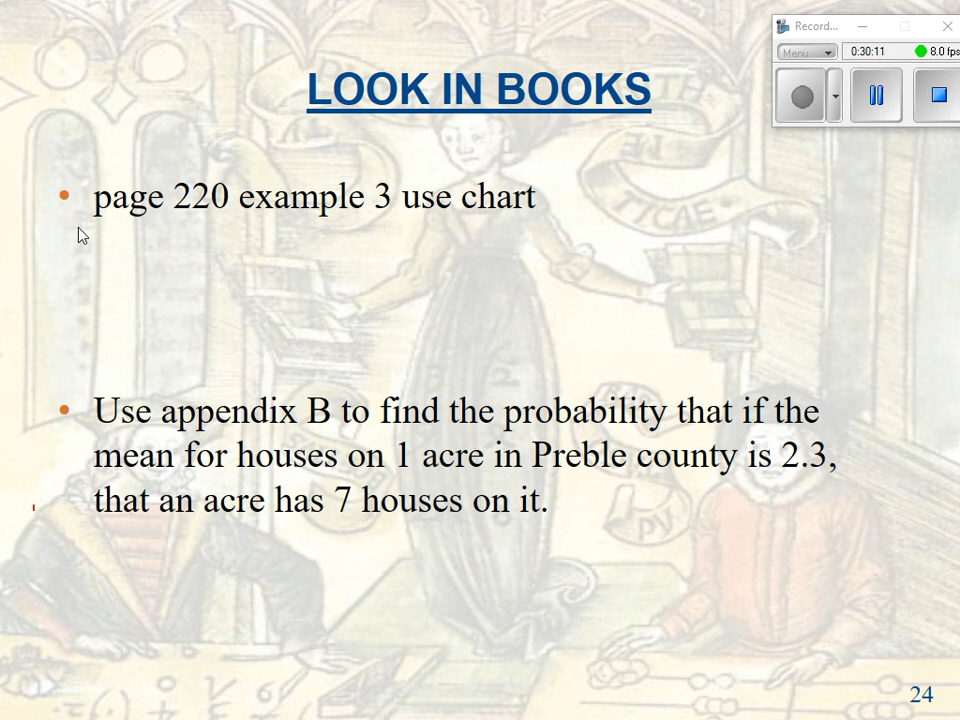 Record...
Menu
0:30:11
8.0 fps
LOOK IN BOOKS
• page 220 example 3 use chart
TICAE
• Use appendix B to find the probability that if the
mean for houses on 1 acre in Preble county is 2.3,
that an acre has 7 houses on it.
24